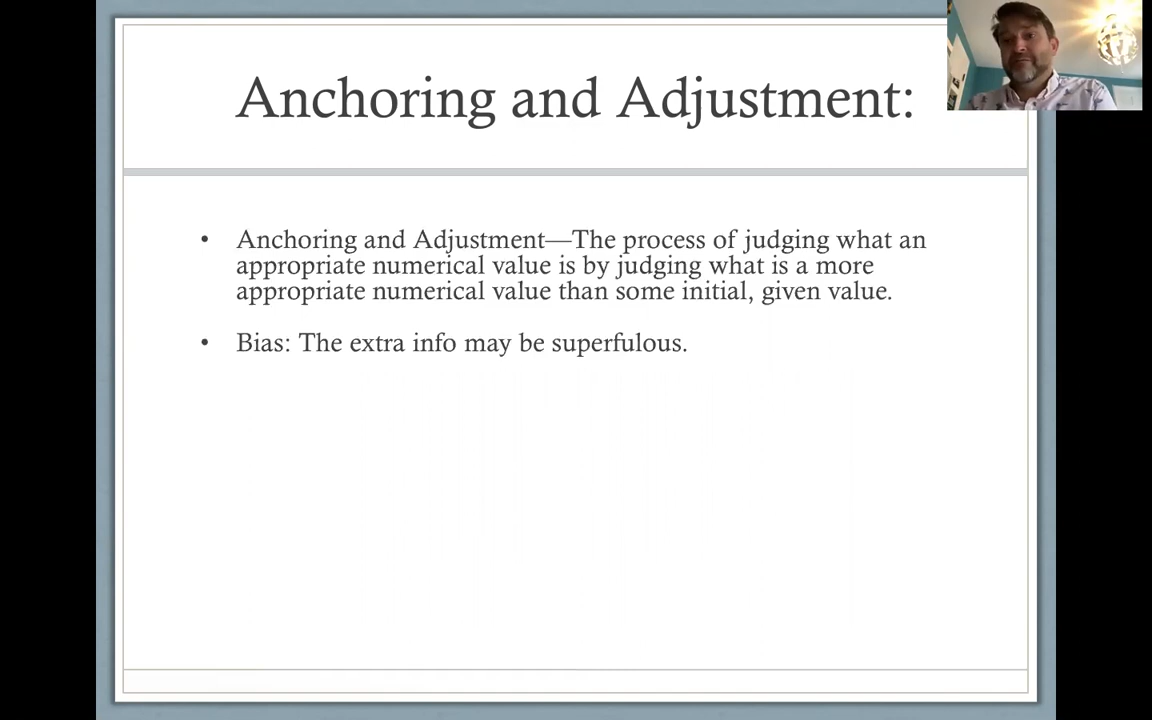 Anchoring and Adjustment:
• Anchoring and Adjustment—The process of judging what an
appropriate numerical value is by judging what is a more
appropriate numerical value than some initial, given value.
• Bias: The extra info may be superfulous.